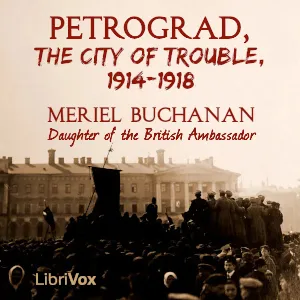 PETROGRAD,
THE CITY OF TROUBLE,
1914-1918
MERIEL BUCHANAN
Daughter of the British Ambassador
LibriVox